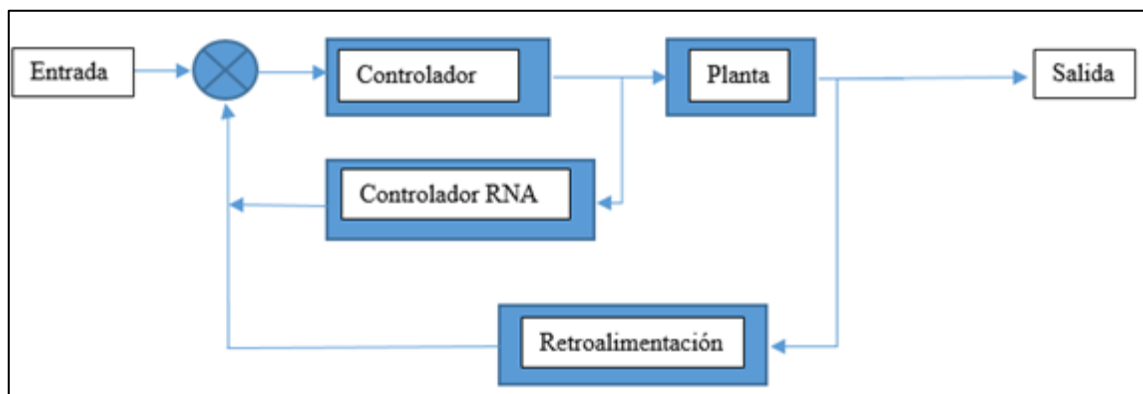 Entrada
Controlador
Planta
Salida
Controlador RNA
Retroalimentación